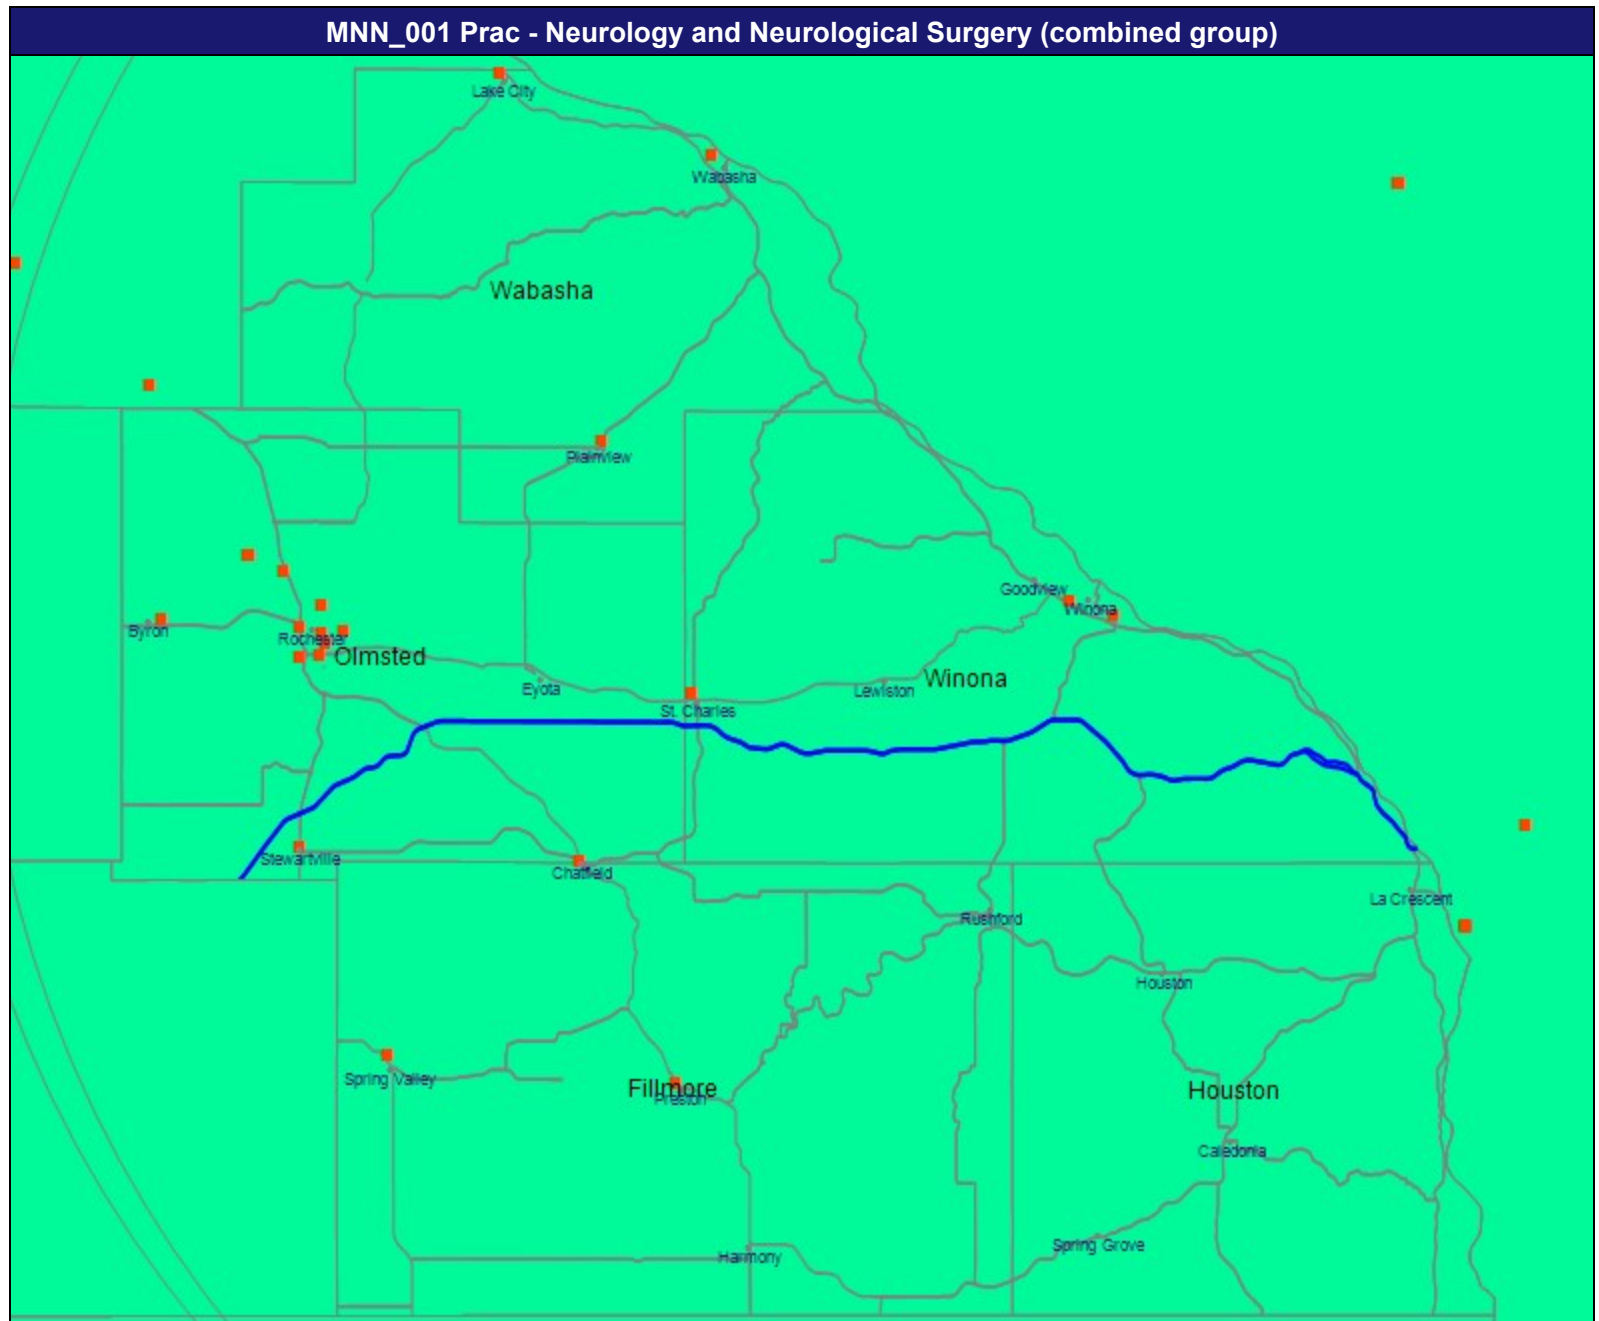 MNN_001 Prac - Neurology and Neurological Surgery (combined group)
Lake City
Wabasha
Wabasha
Plainview
Goodview
Winona
Byron
Rochester
Olmsted
Eyota
Lewiston
Winona
St. Charles
Stewartville
Chatfield
La Crescent
Rushford
Houston
Spring Valley
Fillmore
Preston
Houston
Caledonia
Spring Grove
Harmony